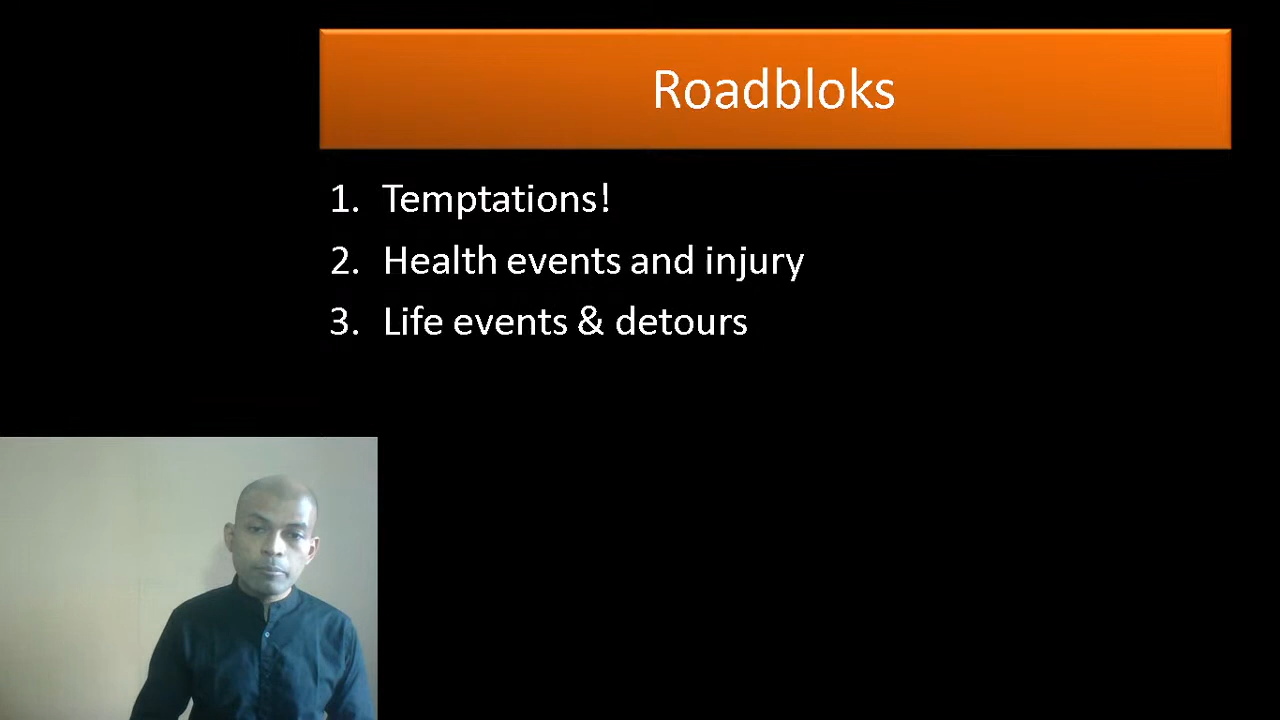 Roadbloks
1. Temptations!
2. Health events and injury
3. Life events & detours